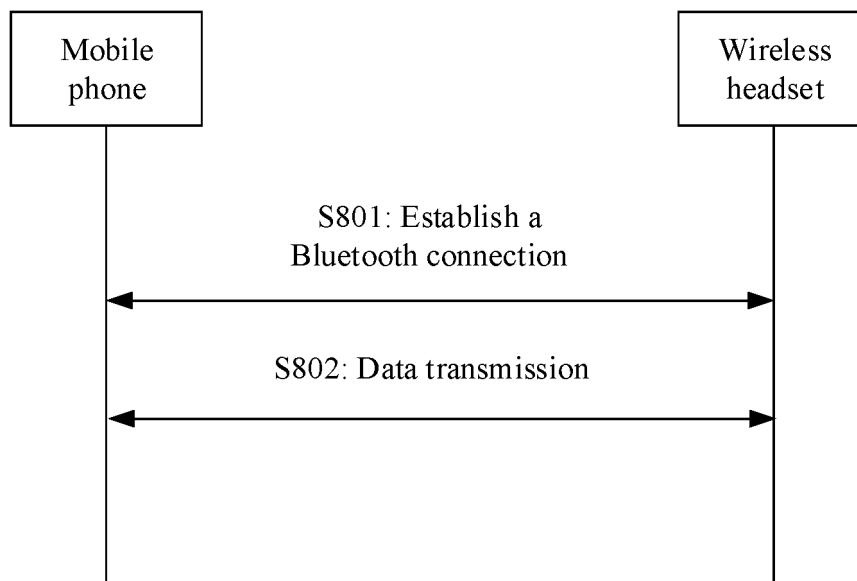 Mobile
phone
Wireless
headset
S801: Establish a
Bluetooth connection
S802: Data transmission